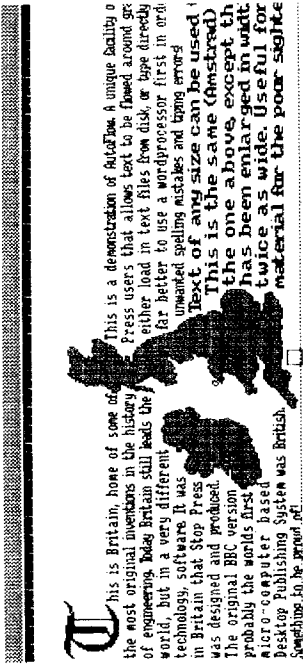 This is Britain, home of some of
the most original inventions in the history
of engineering. Today Britain still leads the
world, but in a very different
technology, software. It was
in Britain that Stop Press
was designed and produced.
The original BBC version
probably the worlds first
micro-computer based
Desktop Publishing System was British.
Something to be proud of!
This is a demonstration of AutoFlow. A unique facility o
Press users that allows text to be flowed around gra
either load in text files from disk, or type directly
far better to use a wordprocessor first in ord
unwanted spelling mistakes and typing errors!
Text of any size can be used
This is the same (Amstrad)
the one above, except th
has been enlarged in widt
twice as wide. Useful for
material for the poor sighte